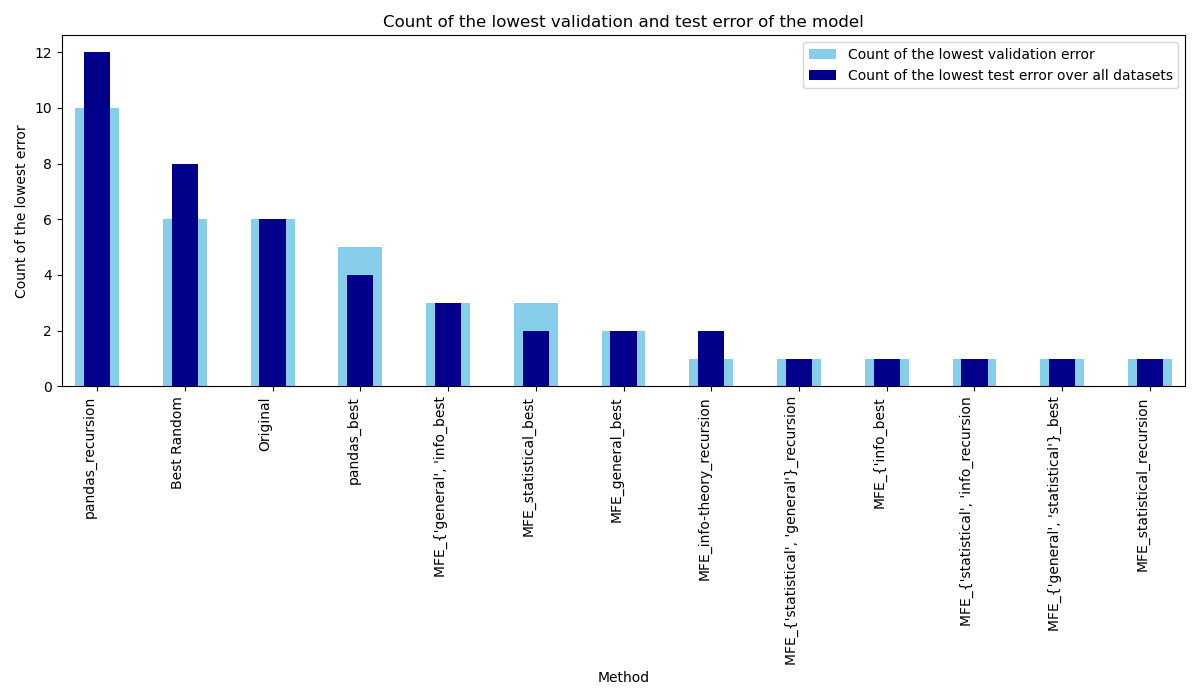 Count of the lowest validation and test error of the model
Count of the lowest validation error
Count of the lowest test error over all datasets
Count of the lowest error
12
10
8
6
4
2
0
pandas_recursion
Best Random
Original
pandas_best
MFE_{'general', 'info_best
MFE_statistical_best
MFE_general_best
MFE_info-theory_recursion
MFE_{'statistical', 'general'}_recursion
MFE_{'info_best
MFE_{'statistical', 'info_recursion
MFE_{'general', 'statistical'}_best
MFE_statistical_recursion
Method